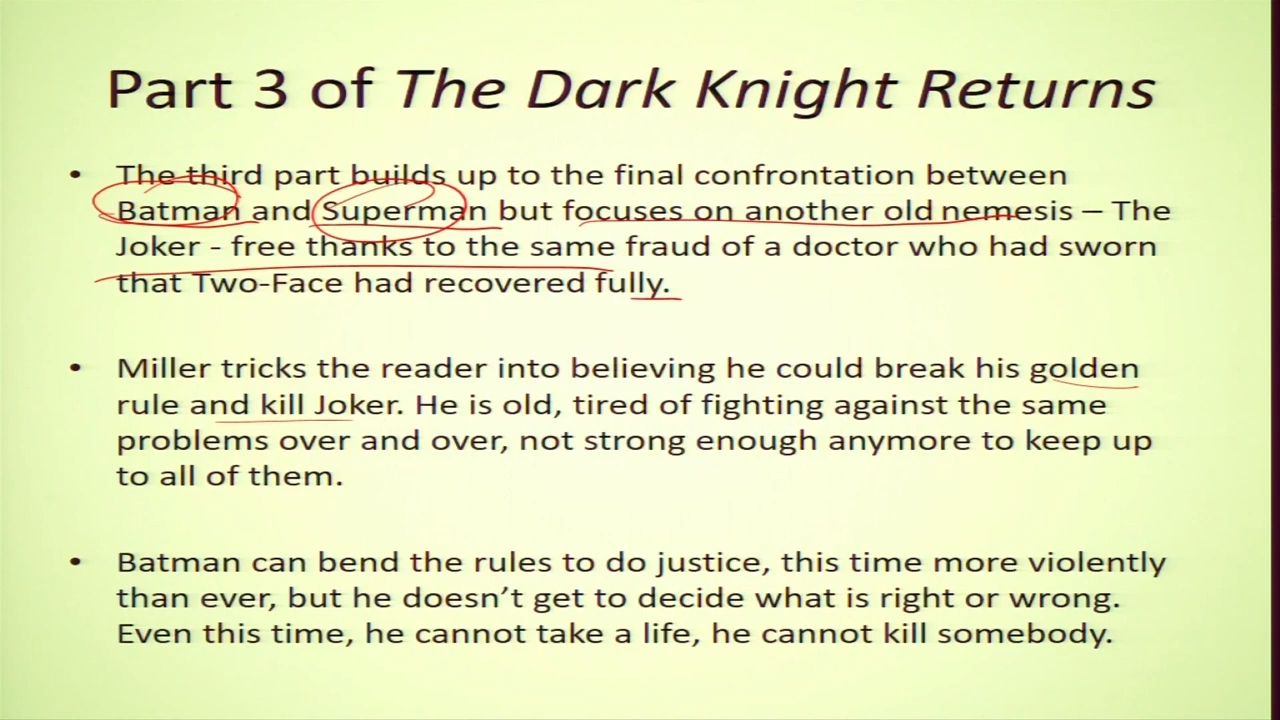 Part 3 of The Dark Knight Returns
• The third part builds up to the final confrontation between
Batman and Superman but focuses on another old nemesis – The
Joker - free thanks to the same fraud of a doctor who had sworn
that Two-Face had recovered fully.
• Miller tricks the reader into believing he could break his golden
rule and kill Joker. He is old, tired of fighting against the same
problems over and over, not strong enough anymore to keep up
to all of them.
• Batman can bend the rules to do justice, this time more violently
than ever, but he doesn’t get to decide what is right or wrong.
Even this time, he cannot take a life, he cannot kill somebody.